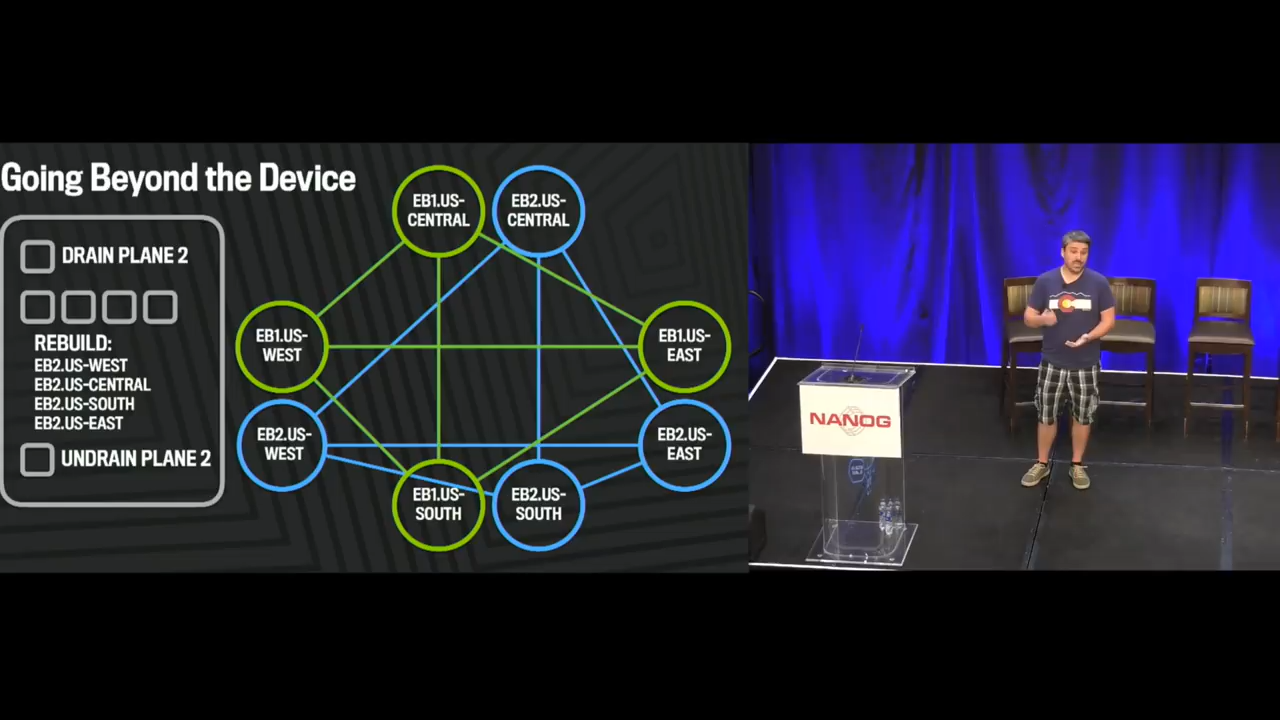 Going Beyond the Device
DRAIN PLANE 2
REBUILD:
EB2.US-WEST
EB2.US-CENTRAL
EB2.US-SOUTH
EB2.US-EAST
UNDRAIN PLANE 2
EB1.US-
CENTRAL
EB2.US-
CENTRAL
EB1.US-
WEST
EB1.US-
EAST
EB2.US-
WEST
EB2.US-
EAST
EB1.US-
SOUTH
EB2.US-
SOUTH
NANOG